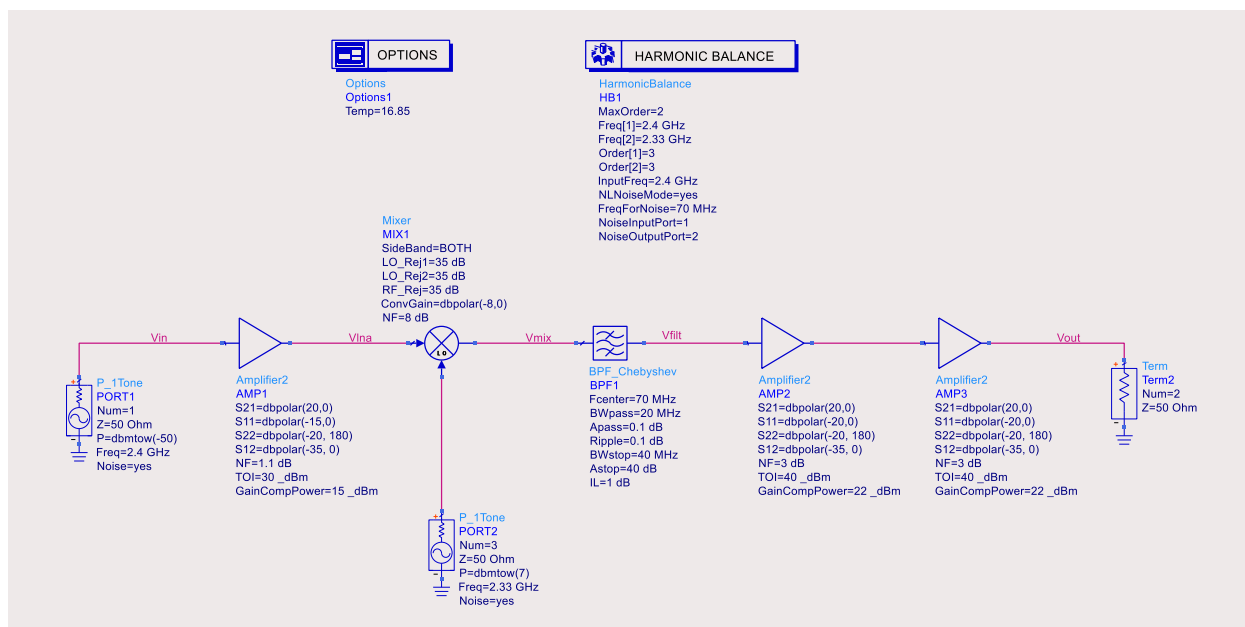 OPTIONS
Options
Options1
Temp=16.85
HARMONIC BALANCE
HarmonicBalance
HB1
MaxOrder=2
Freq[1]=2.4 GHz
Freq[2]=2.33 GHz
Order[1]=3
Order[2]=3
InputFreq=2.4 GHz
NLNoiseMode=yes
FreqForNoise=70 MHz
NoiseInputPort=1
NoiseOutputPort=2
Mixer
MIX1
SideBand=BOTH
LO_Rej1=35 dB
LO_Rej2=35 dB
RF_Rej=35 dB
ConvGain=dbpolar(-8,0)
NF=8 dB
LO
Vin
Vlna
Vmix
Vfilt
Vout
P_1Tone
PORT1
Num=1
Z=50 Ohm
P=dbmtow(-50)
Freq=2.4 GHz
Noise=yes
Amplifier2
AMP1
S21=dbpolar(20,0)
S11=dbpolar(-15,0)
S22=dbpolar(-20, 180)
S12=dbpolar(-35, 0)
NF=1.1 dB
TOI=30 _dBm
GainCompPower=15 _dBm
P_1Tone
PORT2
Num=3
Z=50 Ohm
P=dbmtow(7)
Freq=2.33 GHz
Noise=yes
BPF_Chebyshev
BPF1
Fcenter=70 MHz
BWpass=20 MHz
Apass=0.1 dB
Ripple=0.1 dB
BWstop=40 MHz
Astop=40 dB
IL=1 dB
Amplifier2
AMP2
S21=dbpolar(20,0)
S11=dbpolar(-20,0)
S22=dbpolar(-20, 180)
S12=dbpolar(-35, 0)
NF=3 dB
TOI=40 _dBm
GainCompPower=22 _dBm
Amplifier2
AMP3
S21=dbpolar(20,0)
S11=dbpolar(-20,0)
S22=dbpolar(-20, 180)
S12=dbpolar(-35, 0)
NF=3 dB
TOI=40 _dBm
GainCompPower=22 _dBm
Term
Term2
Num=2
Z=50 Ohm